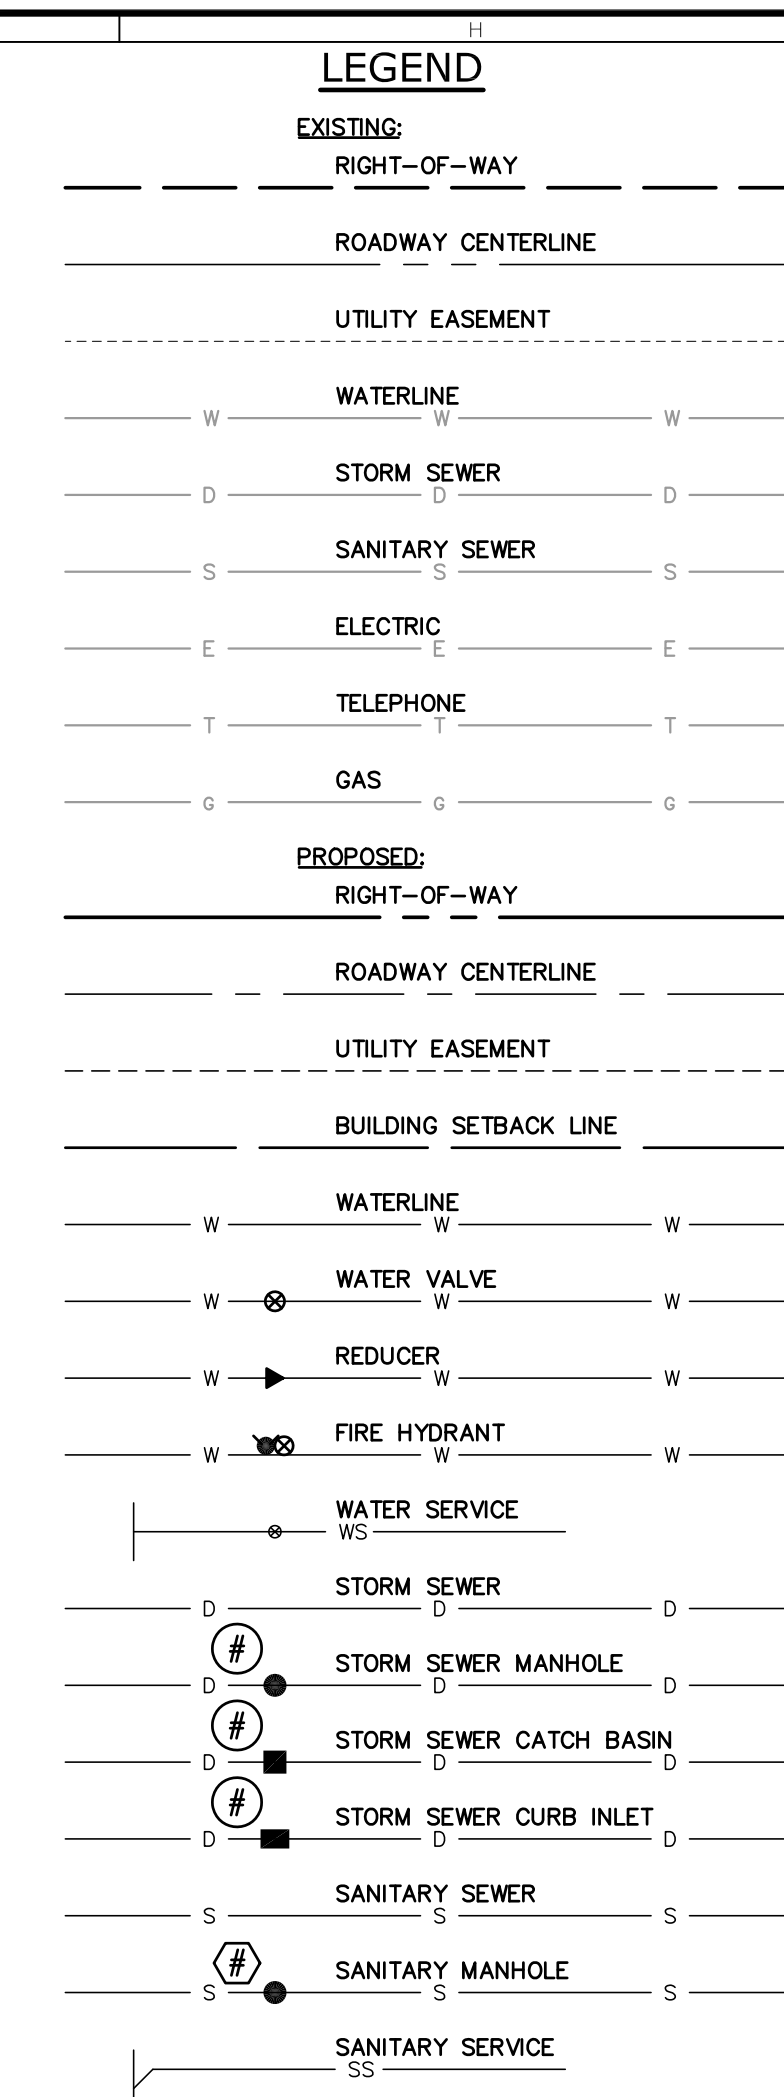 H
LEGEND
EXISTING:
RIGHT-OF-WAY
ROADWAY CENTERLINE
UTILITY EASEMENT
WATERLINE
W W W
STORM SEWER
D D D
SANITARY SEWER
S S S
ELECTRIC
E E E
TELEPHONE
T T T
GAS
G G G
PROPOSED:
RIGHT-OF-WAY
ROADWAY CENTERLINE
UTILITY EASEMENT
BUILDING SETBACK LINE
WATERLINE
W W W
WATER VALVE
W W W
REDUCER
W W W
FIRE HYDRANT
W W W
WATER SERVICE
WS
STORM SEWER
D D D
#
STORM SEWER MANHOLE
D D D
#
STORM SEWER CATCH BASIN
D D D
#
STORM SEWER CURB INLET
D D D
SANITARY SEWER
S S S
#
SANITARY MANHOLE
S S S
SANITARY SERVICE
SS